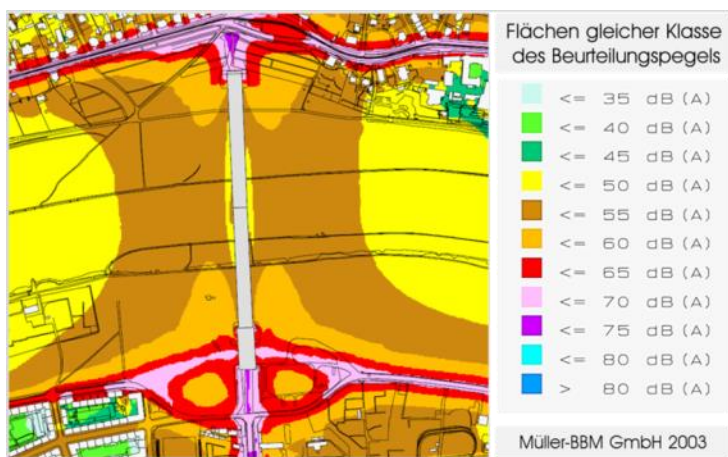 Flächen gleicher Klasse
des Beurteilungspegels
<= 35 dB(A)
<= 40 dB(A)
<= 45 dB(A)
<= 50 dB(A)
<= 55 dB(A)
<= 60 dB(A)
<= 65 dB(A)
<= 70 dB(A)
<= 75 dB(A)
<= 80 dB(A)
> 80 dB(A)
Müller-BBM GmbH 2003